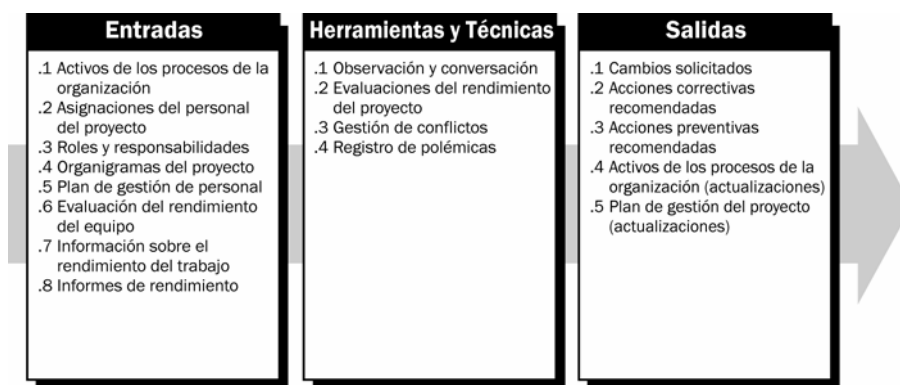 Entradas
.1 Activos de los procesos de la
organización
.2 Asignaciones del personal
del proyecto
.3 Roles y responsabilidades
.4 Organigramas del proyecto
.5 Plan de gestión de personal
.6 Evaluación del rendimiento
del equipo
.7 Información sobre el
rendimiento del trabajo
.8 Informes de rendimiento
Herramientas y Técnicas
.1 Observación y conversación
.2 Evaluaciones del rendimiento
del proyecto
.3 Gestión de conflictos
.4 Registro de polémicas
Salidas
.1 Cambios solicitados
.2 Acciones correctivas
recomendadas
.3 Acciones preventivas
recomendadas
.4 Activos de los procesos de la
organización (actualizaciones)
.5 Plan de gestión del proyecto
(actualizaciones)